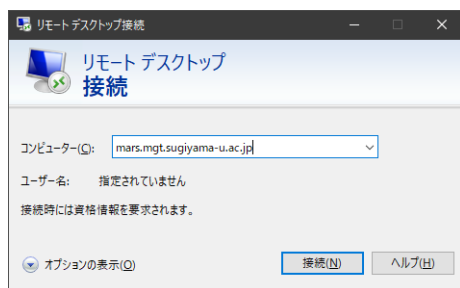 リモート デスクトップ接続
リモート デスクトップ
接続
コンピューター(C): mars.mgt.sugiyama-u.ac.jp
ユーザー名: 指定されていません
接続時には資格情報を要求されます。
オプションの表示(O) 接続(N) ヘルプ(H)